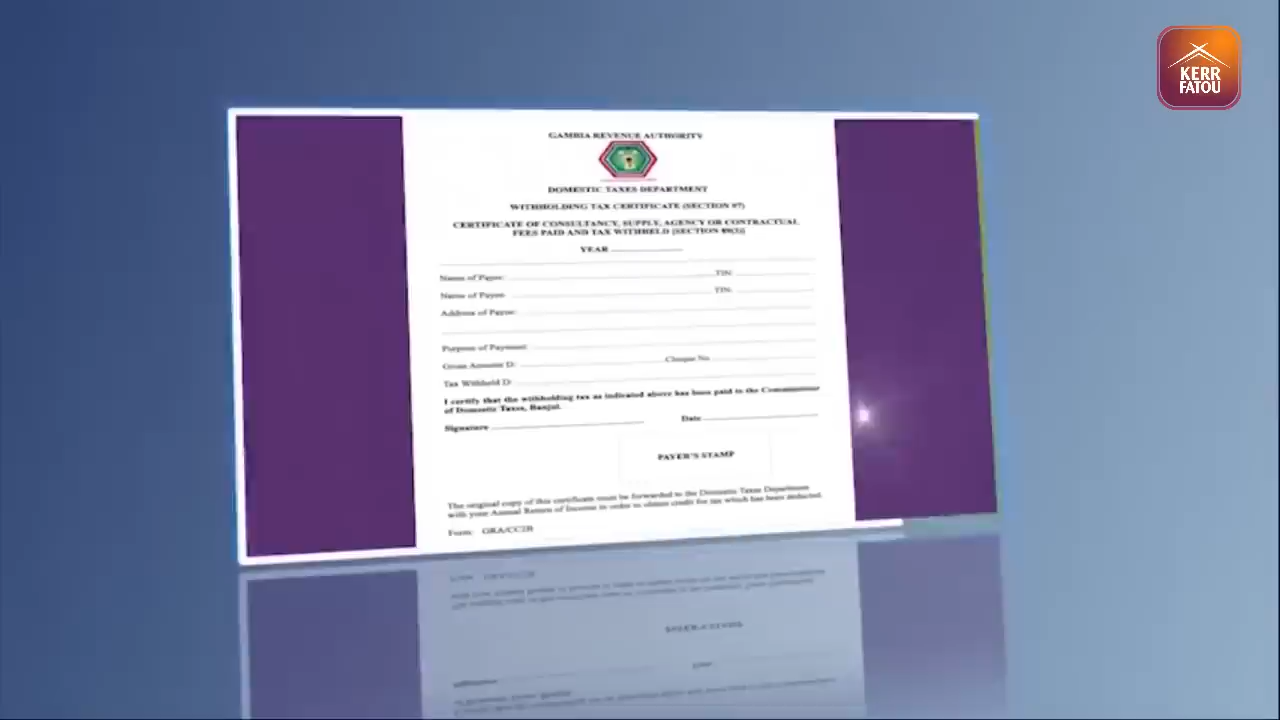 KERR
FATOU
GAMBIA REVENUE AUTHORITY
DOMESTIC TAXES DEPARTMENT
WITHHOLDING TAX CERTIFICATE (SECTION 87)
CERTIFICATE OF CONSULTANCY, SUPPLY, AGENCY OR CONTRACTUAL
FEES PAID AND TAX WITHHELD [SECTION
YEAR
Name of Payee: TIN:
Name of Payee: TIN:
Address of Payee:
Purpose of Payment:
Gross Amount D: Cheque No
Tax Withheld D:
I certify that the withholding tax as indicated above has been paid to the Commissioner
of Domestic Taxes, Banjul.
Signature Date
PAYER'S STAMP
The original copy of this certificate must be forwarded to the Domestic Taxes Department
with your Annual Return of Income in order to obtain credit for tax which has been deducted.
Form: GRA/CC2B